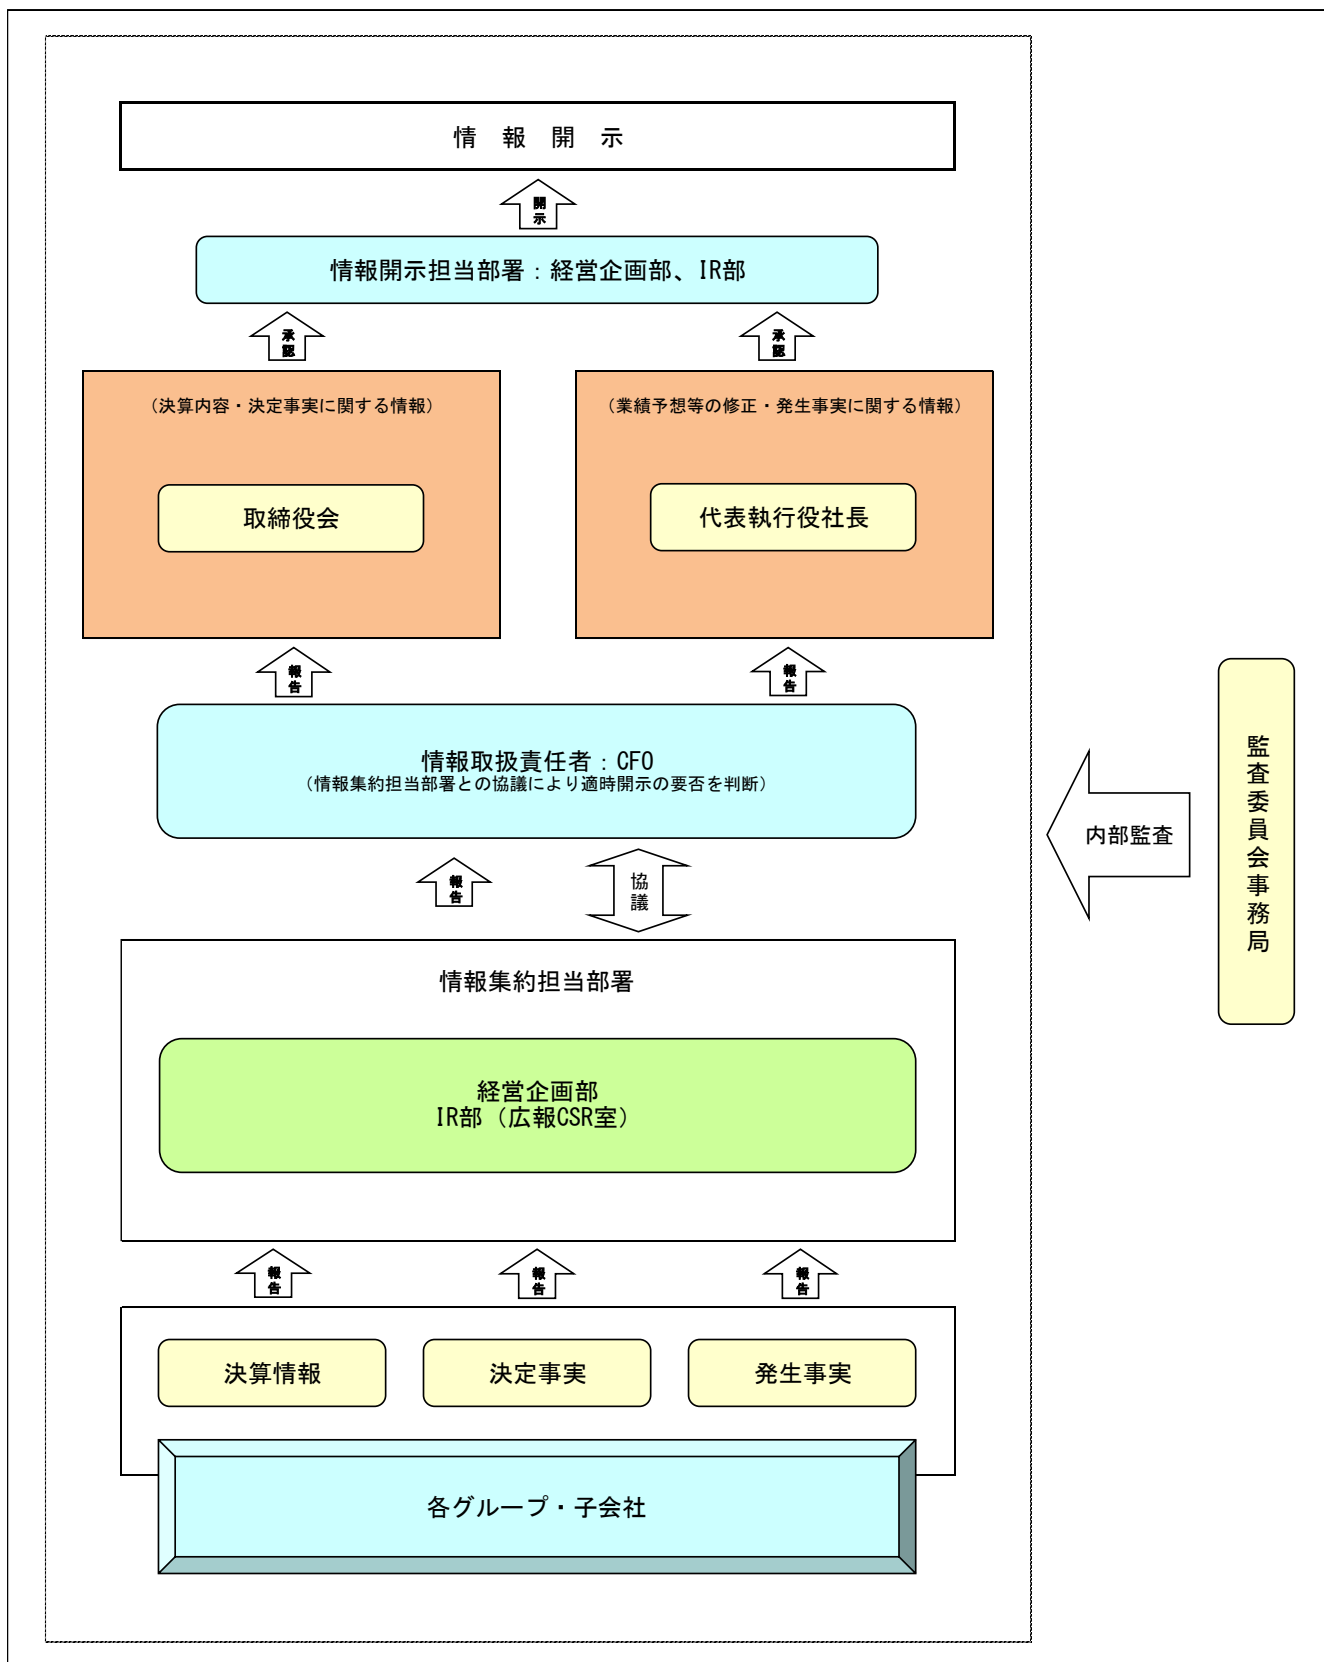 情報開示
開示
情報開示担当部署：経営企画部、IR部
承認
承認
（決算内容・決定事実に関する情報）
（業績予想等の修正・発生事実に関する情報）
取締役会
代表執行役社長
報告
報告
情報取扱責任者：CFO
（情報集約担当部署との協議により適時開示の要否を判断）
報告
協議
内部監査
監査委員会事務局
情報集約担当部署
経営企画部
IR部（広報CSR室）
報告
報告
報告
決算情報
決定事実
発生事実
各グループ・子会社